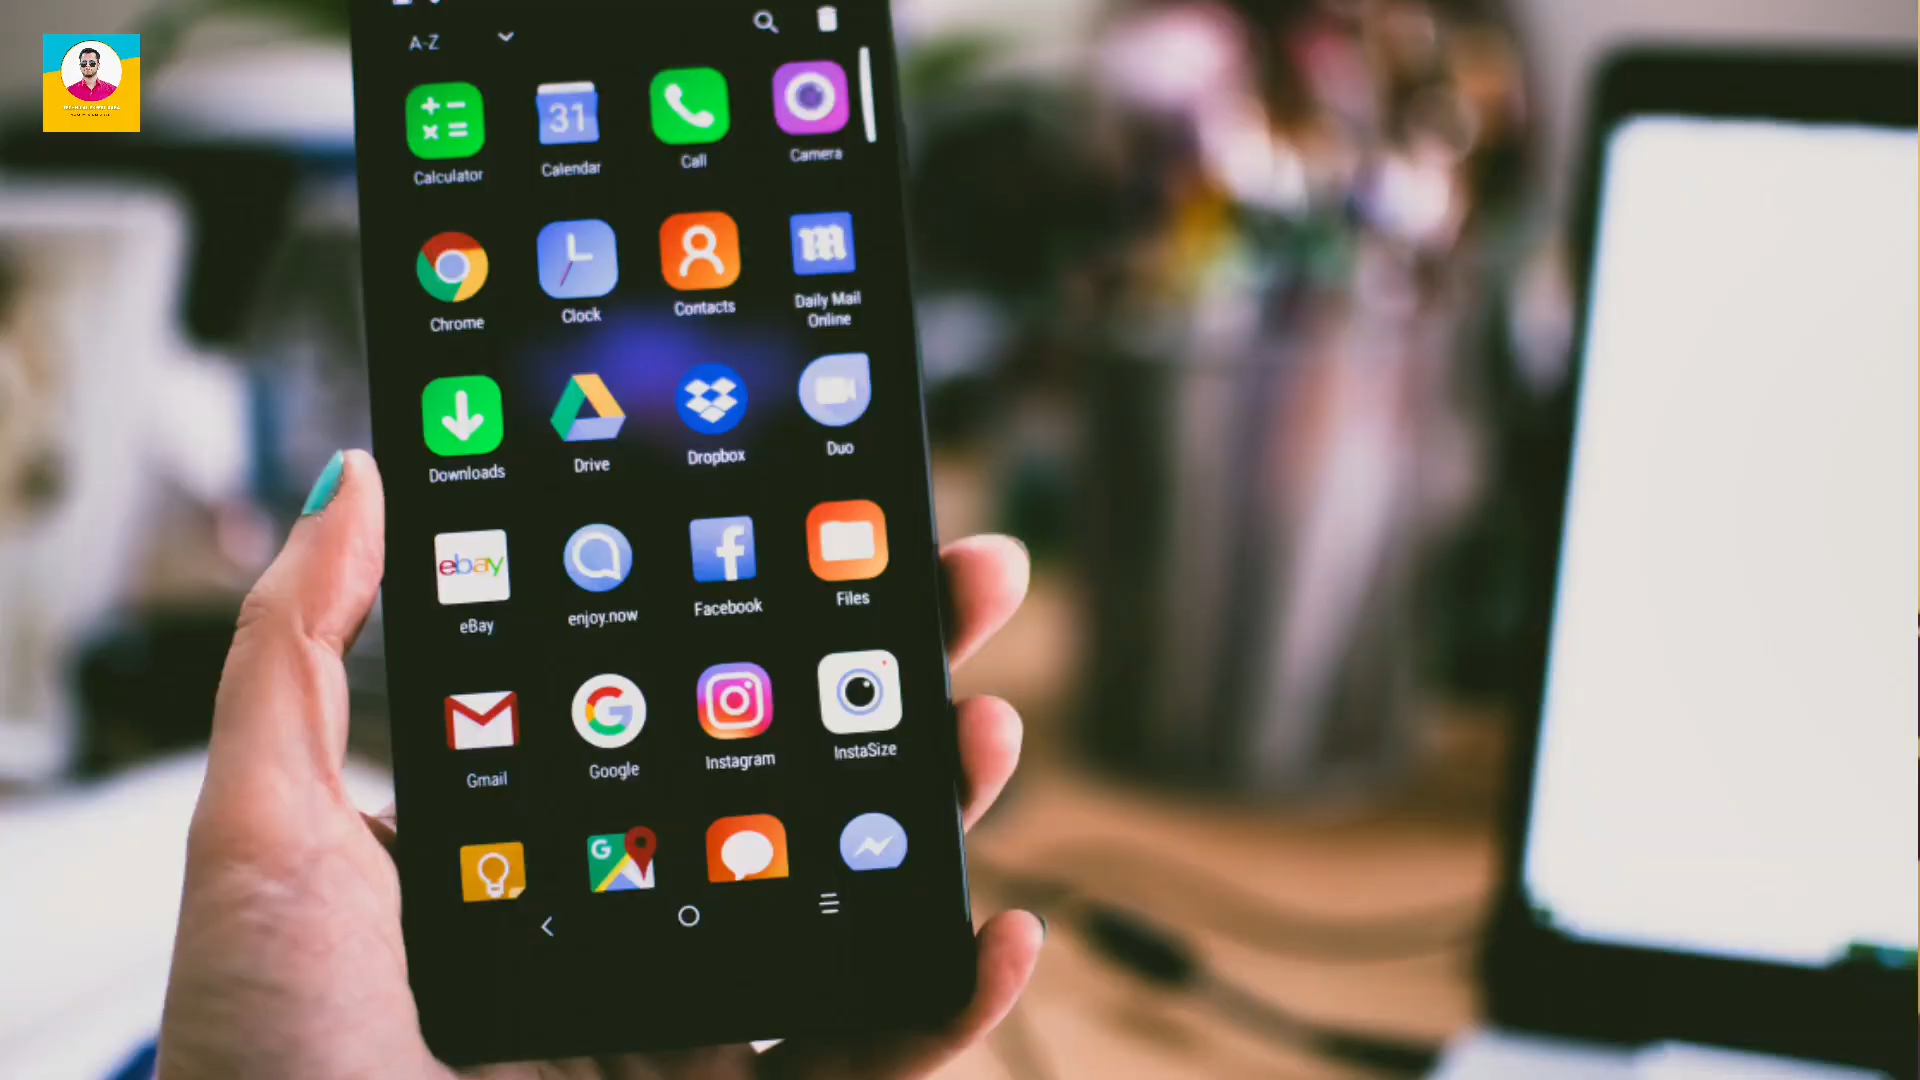 A-Z
31
Calculator
Calendar
Call
Camera
Chrome
Clock
Contacts
m
Daily Mail
Online
Downloads
Drive
Dropbox
Duo
ebay
f
eBay
enjoy.now
Facebook
Files
G
Gmail
Google
Instagram
InstaSize
G